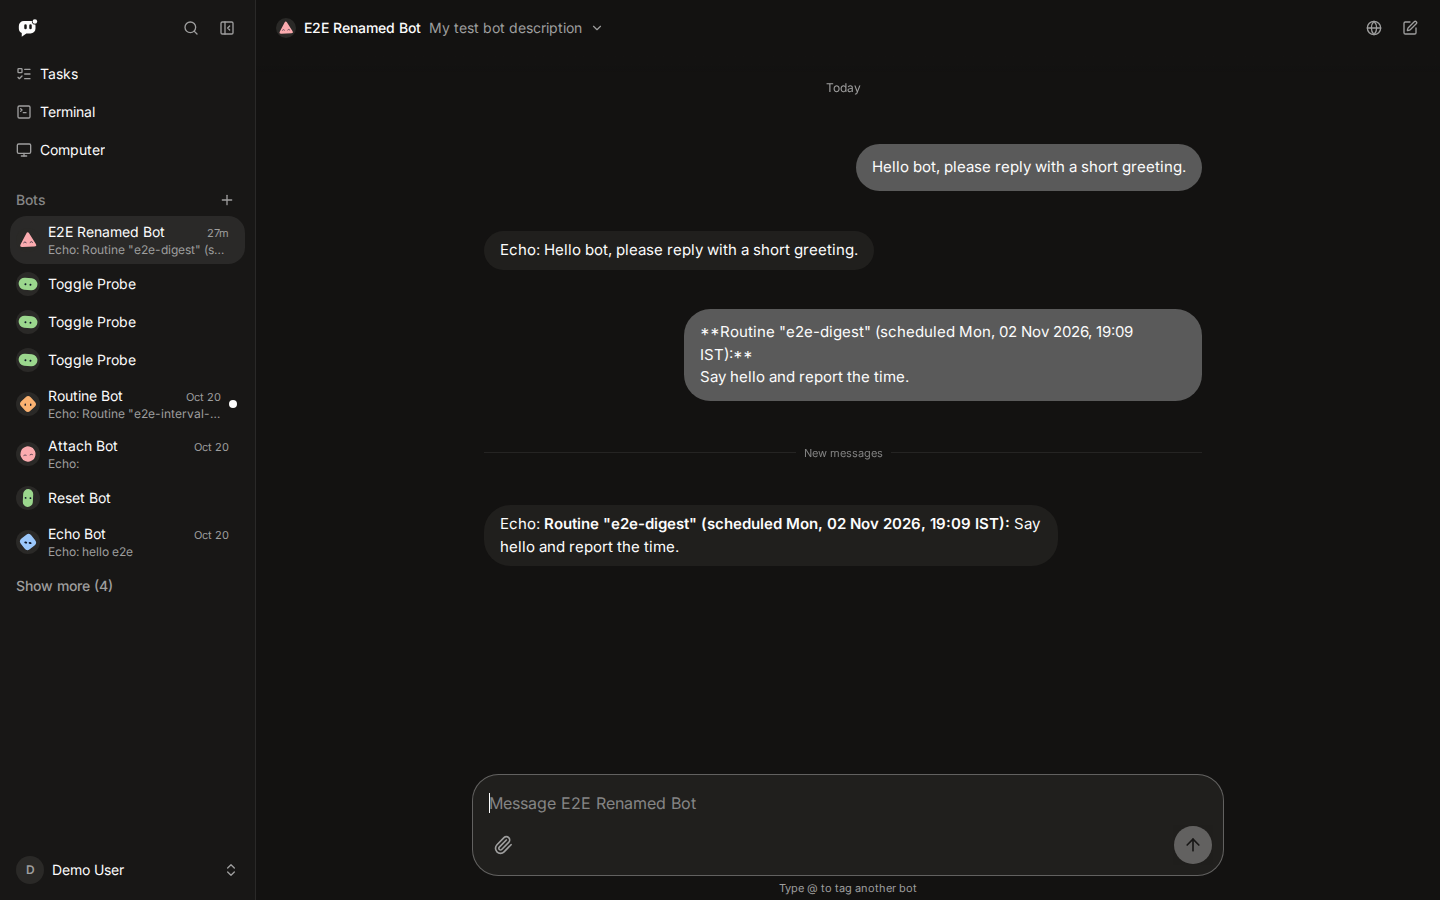 Tasks
Terminal
Computer
Bots
E2E Renamed Bot 27m
Echo: Routine "e2e-digest" (s...
Toggle Probe
Toggle Probe
Toggle Probe
Routine Bot Oct 20
Echo: Routine "e2e-interval-...
Attach Bot Oct 20
Echo:
Reset Bot
Echo Bot Oct 20
Echo: hello e2e
Show more (4)
D Demo User
E2E Renamed Bot My test bot description
Today
Hello bot, please reply with a short greeting.
Echo: Hello bot, please reply with a short greeting.
**Routine "e2e-digest" (scheduled Mon, 02 Nov 2026, 19:09
IST):**
Say hello and report the time.
New messages
Echo: Routine "e2e-digest" (scheduled Mon, 02 Nov 2026, 19:09 IST): Say
hello and report the time.
Message E2E Renamed Bot
Type @ to tag another bot